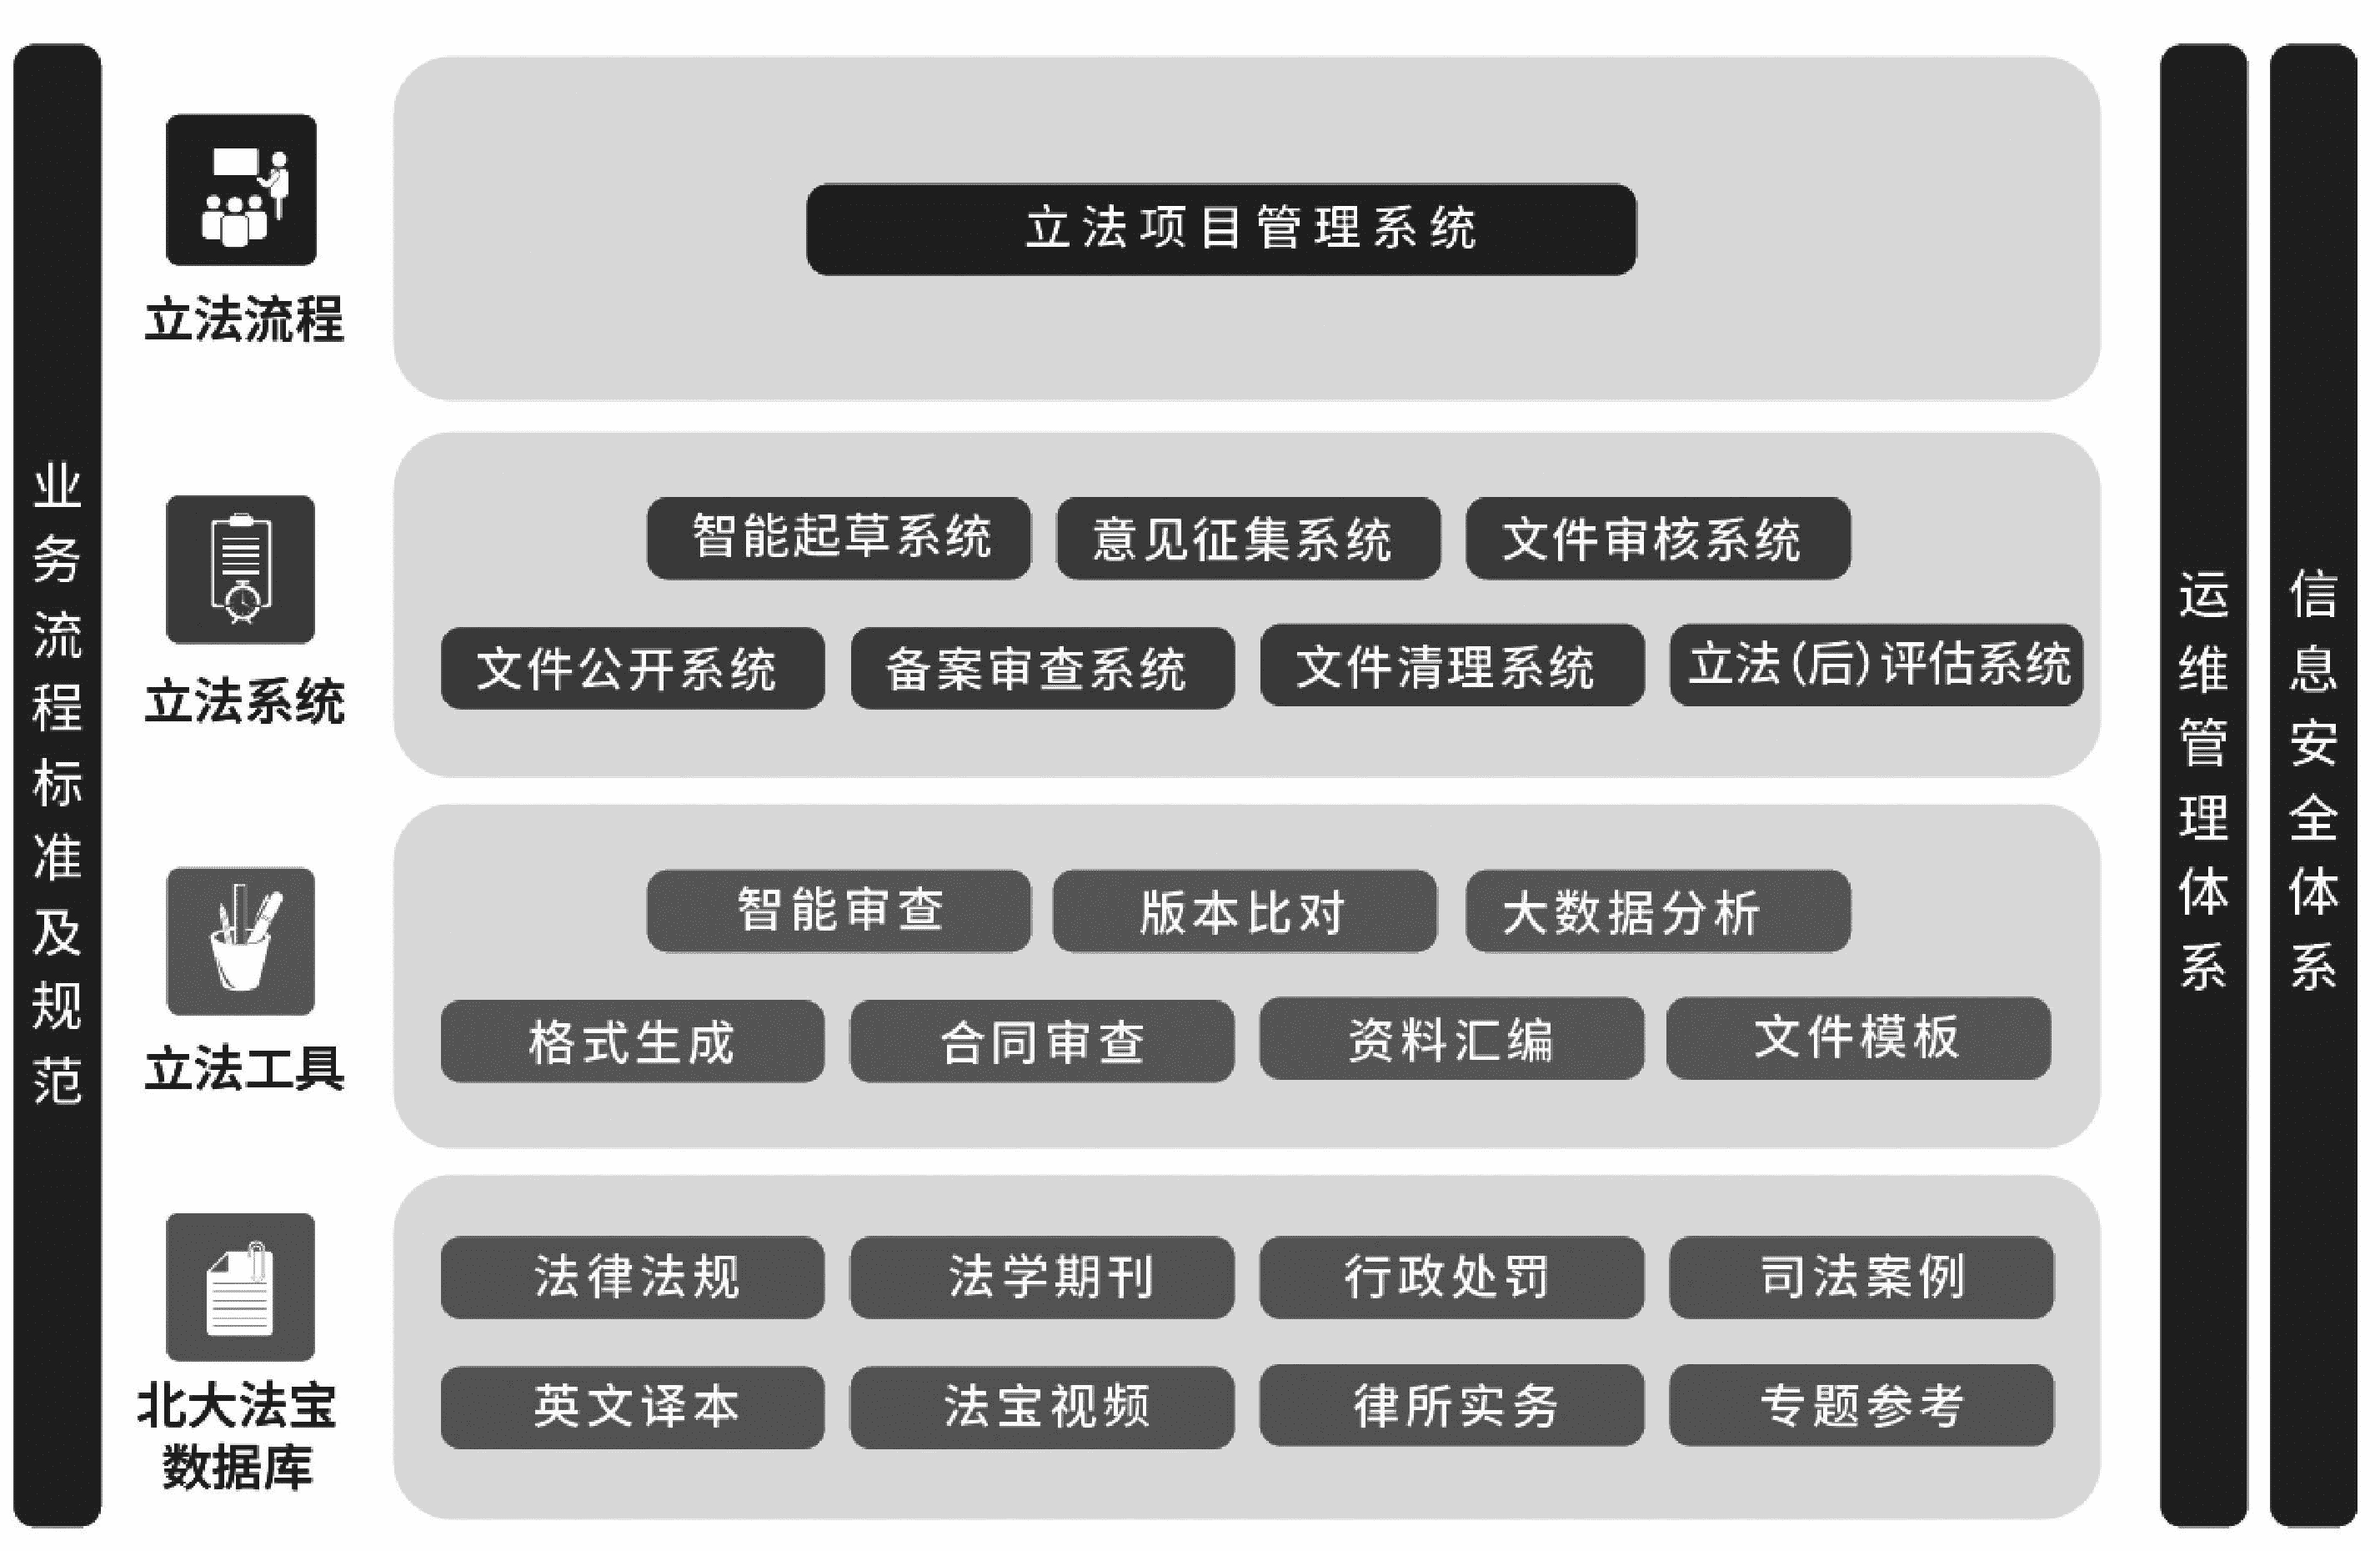 业务流程标准及规范
立法流程
立法项目管理系统
立法系统
智能起草系统
意见征集系统
文件审核系统
文件公开系统
备案审查系统
文件清理系统
立法(后)评估系统
立法工具
智能审查
版本比对
大数据分析
格式生成
合同审查
资料汇编
文件模板
北大法宝
数据库
法律法规
法学期刊
行政处罚
司法案例
英文译本
法宝视频
律所实务
专题参考
运维管理体系
信息安全体系